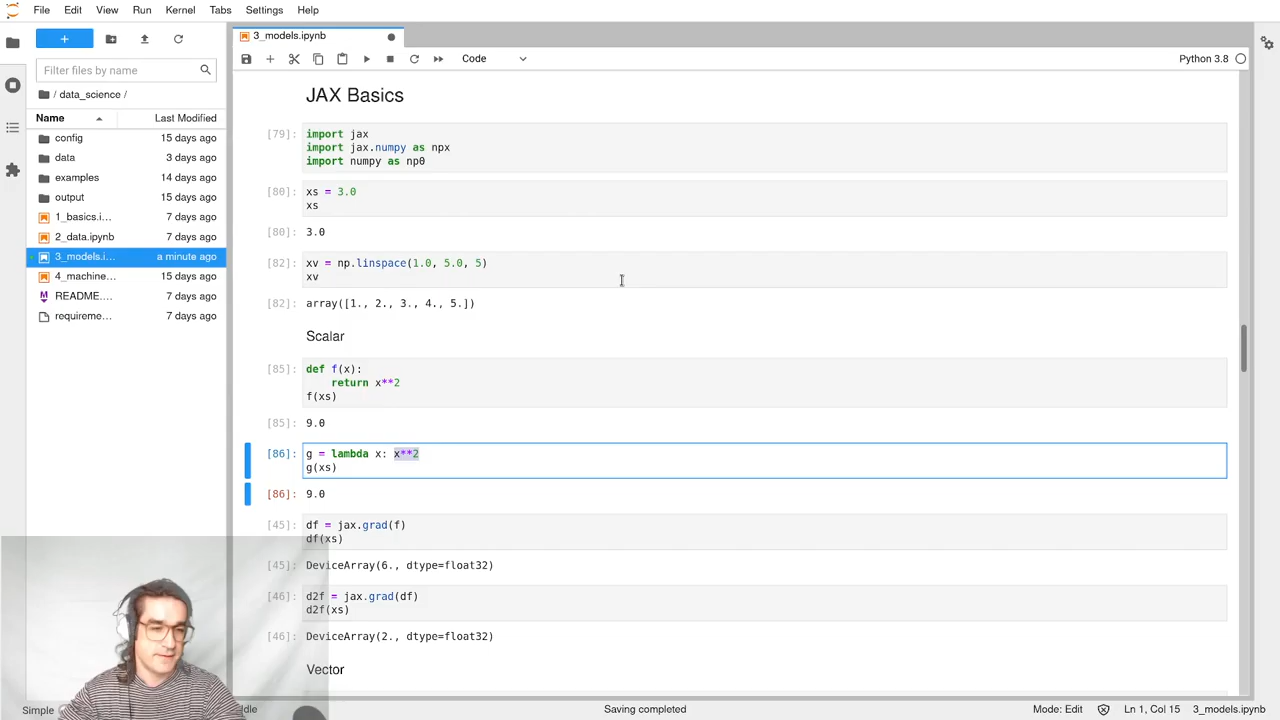 File Edit View Run Kernel Tabs Settings Help
3_models.ipynb
Filter files by name
Code
Python 3.8
/ data_science /
Name Last Modified
config 15 days ago
data 3 days ago
examples 14 days ago
output 15 days ago
1_basics.i... 7 days ago
2_data.ipynb 7 days ago
3_models.i... a minute ago
4_machine... 15 days ago
README.... 7 days ago
requireme... 7 days ago
JAX Basics
[79]: import jax
import jax.numpy as npx
import numpy as np0
[80]: xs = 3.0
xs
[80]: 3.0
[82]: xv = np.linspace(1.0, 5.0, 5)
xv
[82]: array([1., 2., 3., 4., 5.])
Scalar
[85]: def f(x):
return x**2
f(xs)
[85]: 9.0
[86]: g = lambda x: x**2
g(xs)
[86]: 9.0
[45]: df = jax.grad(f)
df(xs)
[45]: DeviceArray(6., dtype=float32)
[46]: d2f = jax.grad(df)
d2f(xs)
[46]: DeviceArray(2., dtype=float32)
Vector
Simple
Saving completed
Mode: Edit
Ln 1, Col 15
3_models.ipynb